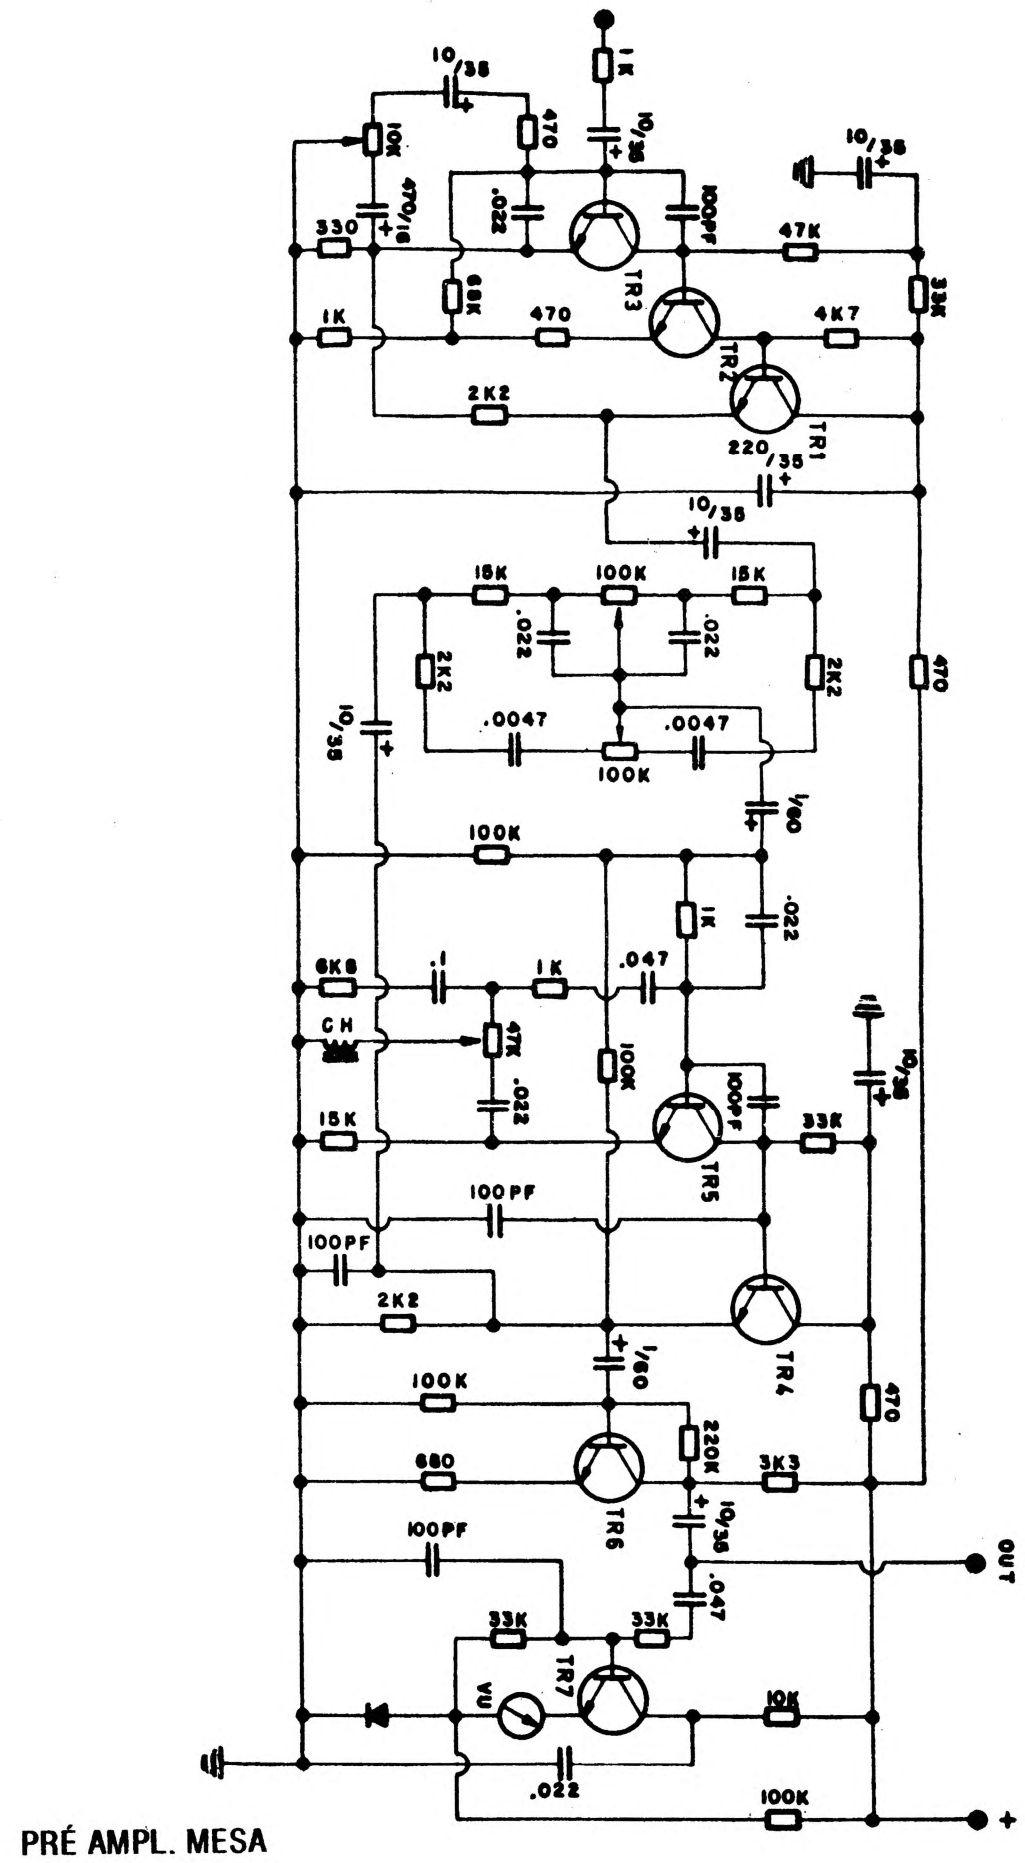 1K
10/35
10/35
10/35
10K
470
470/16
.022
100PF
330
47K
TR3
68K
33K
1K
470
4K7
TR2
2K2
TR1
220/35
10/35
15K
100K
15K
.022
.022
2K2
2K2
470
10/35
.0047
.0047
100K
1/60
100K
1K
.022
6K8
.1
1K
.047
CH
47K
100K
10/35
.022
100PF
15K
33K
TR5
100PF
100PF
2K2
TR4
1/60
100K
470
220K
680
3K3
TR6
10/35
100PF
OUT
.047
33K
33K
TR7
VU
10K
.022
100K
+
PRÉ AMPL. MESA